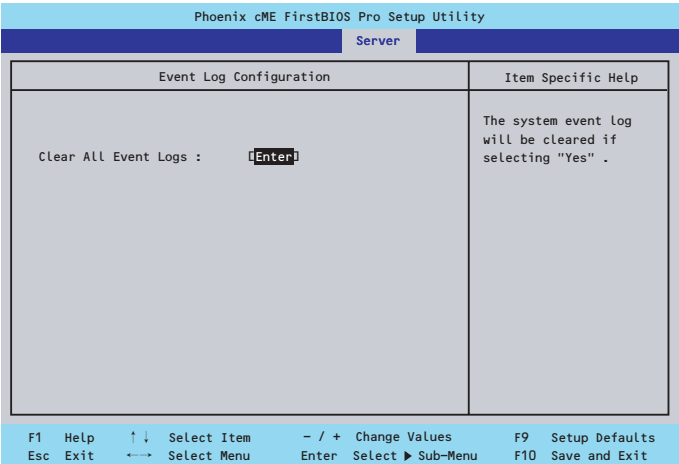 Phoenix cME FirstBIOS Pro Setup Utility
Server
Event Log Configuration
Item Specific Help
Clear All Event Logs : [Enter]
The system event log
will be cleared if
selecting "Yes" .
F1 Help ↑↓ Select Item – / + Change Values F9 Setup Defaults
Esc Exit ←→ Select Menu Enter Select ▶ Sub-Menu F10 Save and Exit